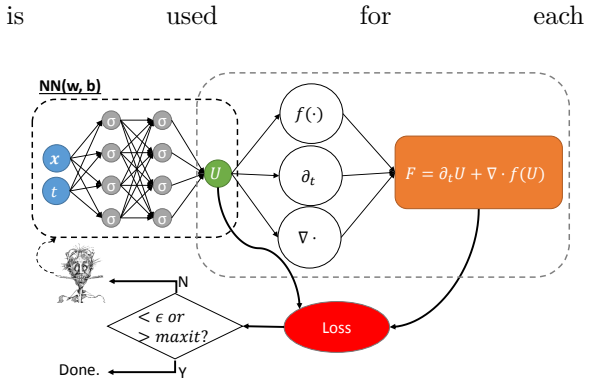 is used for each
NN(w, b)
x
t
σ σ
σ σ
σ σ
σ σ
U
f(·)
∂ₜ
∇ ·
F = ∂ₜU + ∇ · f(U)
N
< ϵ or
> maxit?
Loss
Done.
Y